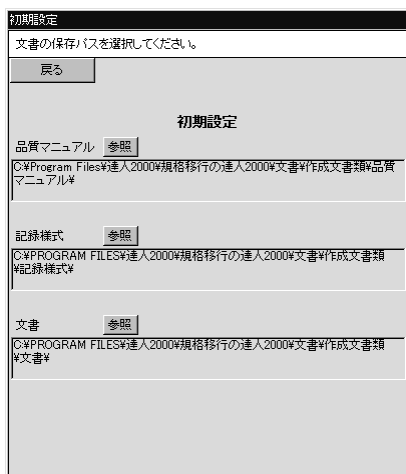 初期設定
文書の保存パスを選択してください。
戻る
初期設定
品質マニュアル 参照
C:¥Program Files¥達人2000¥規格移行の達人2000¥文書¥作成文書類¥品質
マニュアル¥
記録様式 参照
C:¥PROGRAM FILES¥達人2000¥規格移行の達人2000¥文書¥作成文書類
¥記録様式¥
文書 参照
C:¥PROGRAM FILES¥達人2000¥規格移行の達人2000¥文書¥作成文書類
¥文書¥